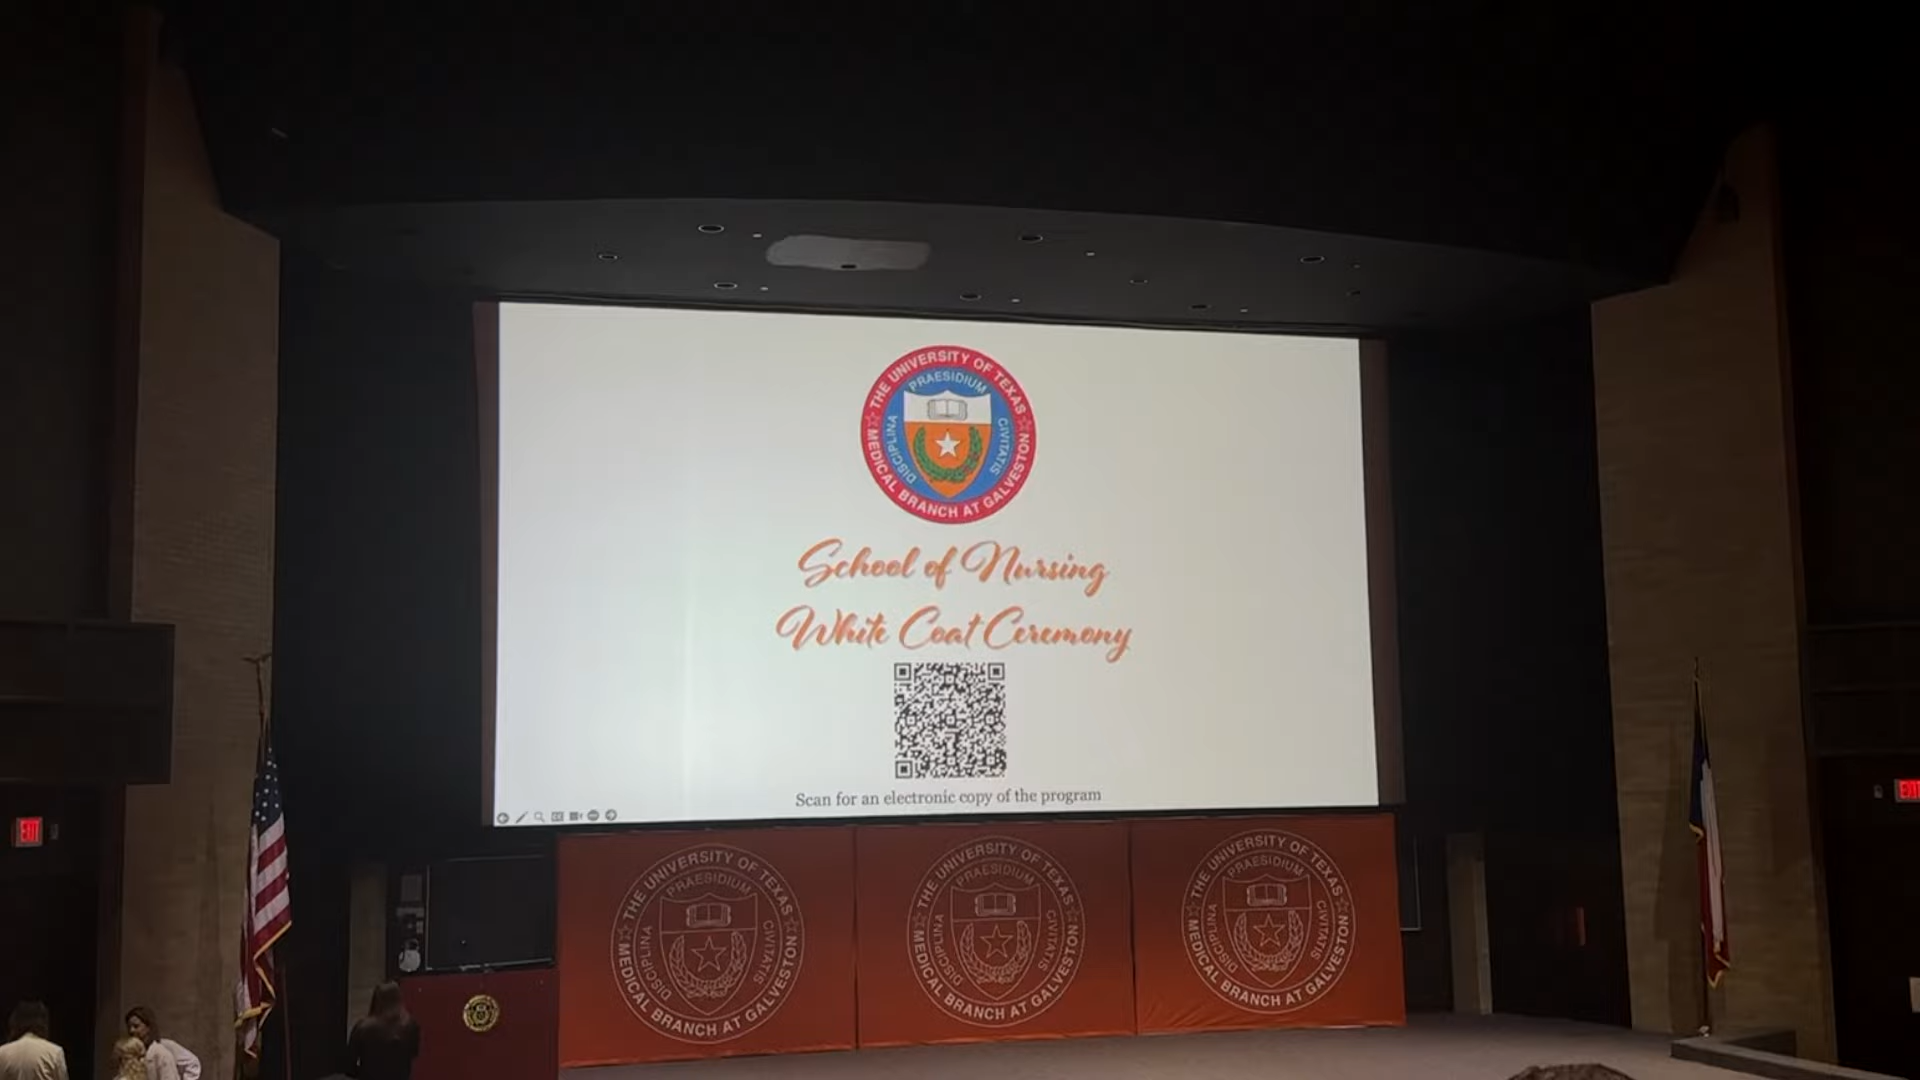 THE UNIVERSITY OF TEXAS
MEDICAL BRANCH AT GALVESTON
PRAESIDIUM
DISCIPLINA
CIVITATIS
School of Nursing
White Coat Ceremony
Scan for an electronic copy of the program
EXIT
EXIT
THE UNIVERSITY OF TEXAS
MEDICAL BRANCH AT GALVESTON
PRAESIDIUM
DISCIPLINA
CIVITATIS
THE UNIVERSITY OF TEXAS
MEDICAL BRANCH AT GALVESTON
PRAESIDIUM
DISCIPLINA
CIVITATIS
THE UNIVERSITY OF TEXAS
MEDICAL BRANCH AT GALVESTON
PRAESIDIUM
DISCIPLINA
CIVITATIS